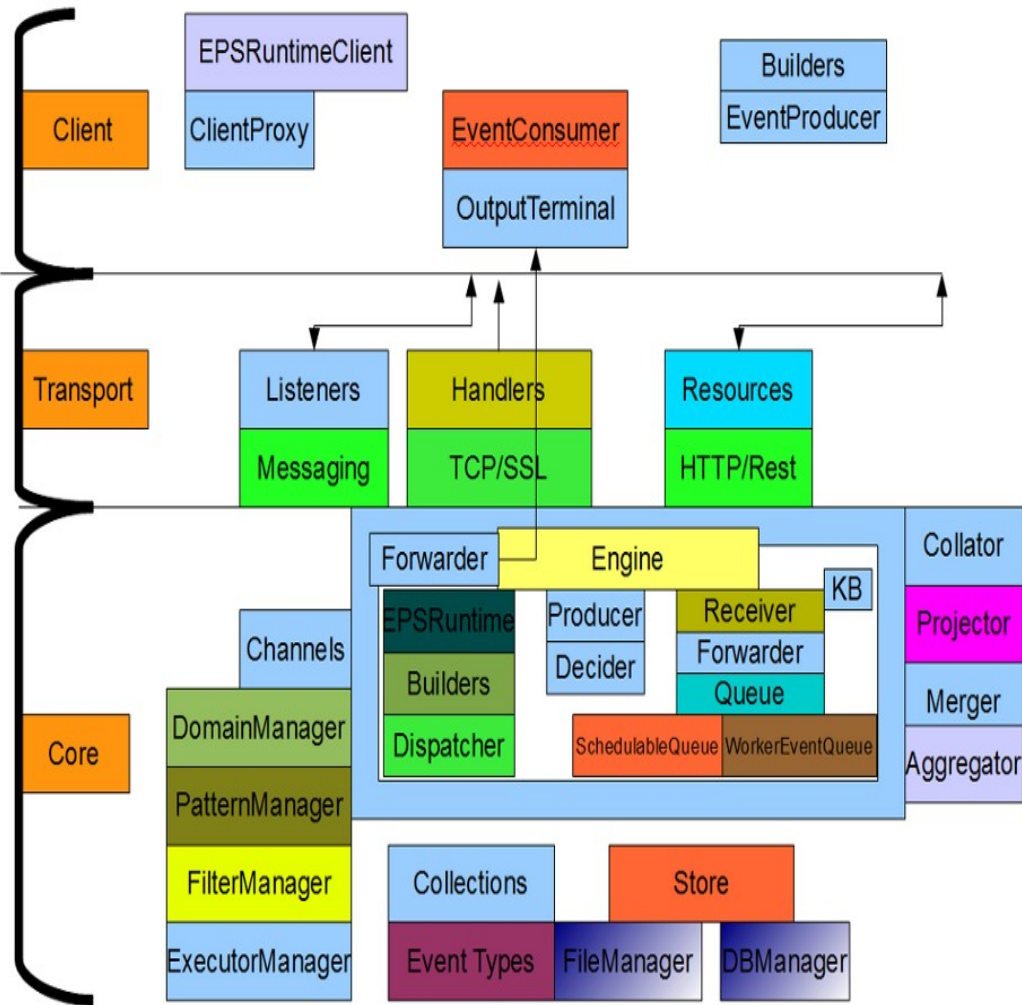 EPSRuntimeClient
Builders
Client
ClientProxy
EventConsumer
EventProducer
OutputTerminal
Transport
Listeners
Handlers
Resources
Messaging
TCP/SSL
HTTP/Rest
Forwarder
Engine
Collator
KB
EPSRuntime
Producer
Receiver
Projector
Channels
Decider
Forwarder
Builders
Queue
Merger
DomainManager
Core
Dispatcher
SchedulableQueue
WorkerEventQueue
Aggregator
PatternManager
FilterManager
Collections
Store
ExecutorManager
Event Types
FileManager
DBManager